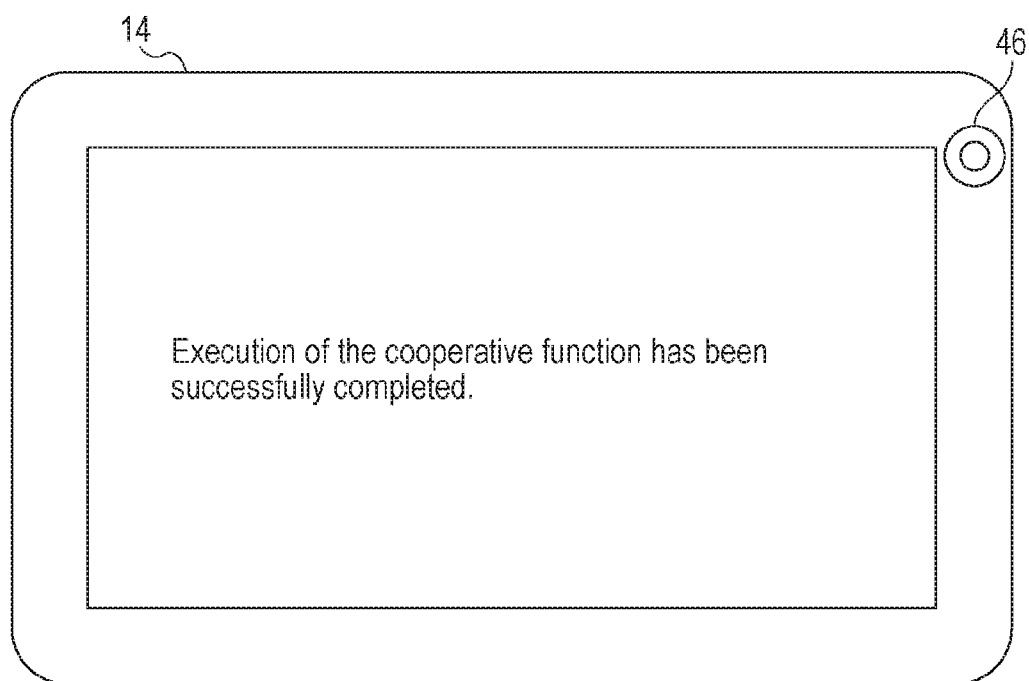 14
46
Execution of the cooperative function has been
successfully completed.